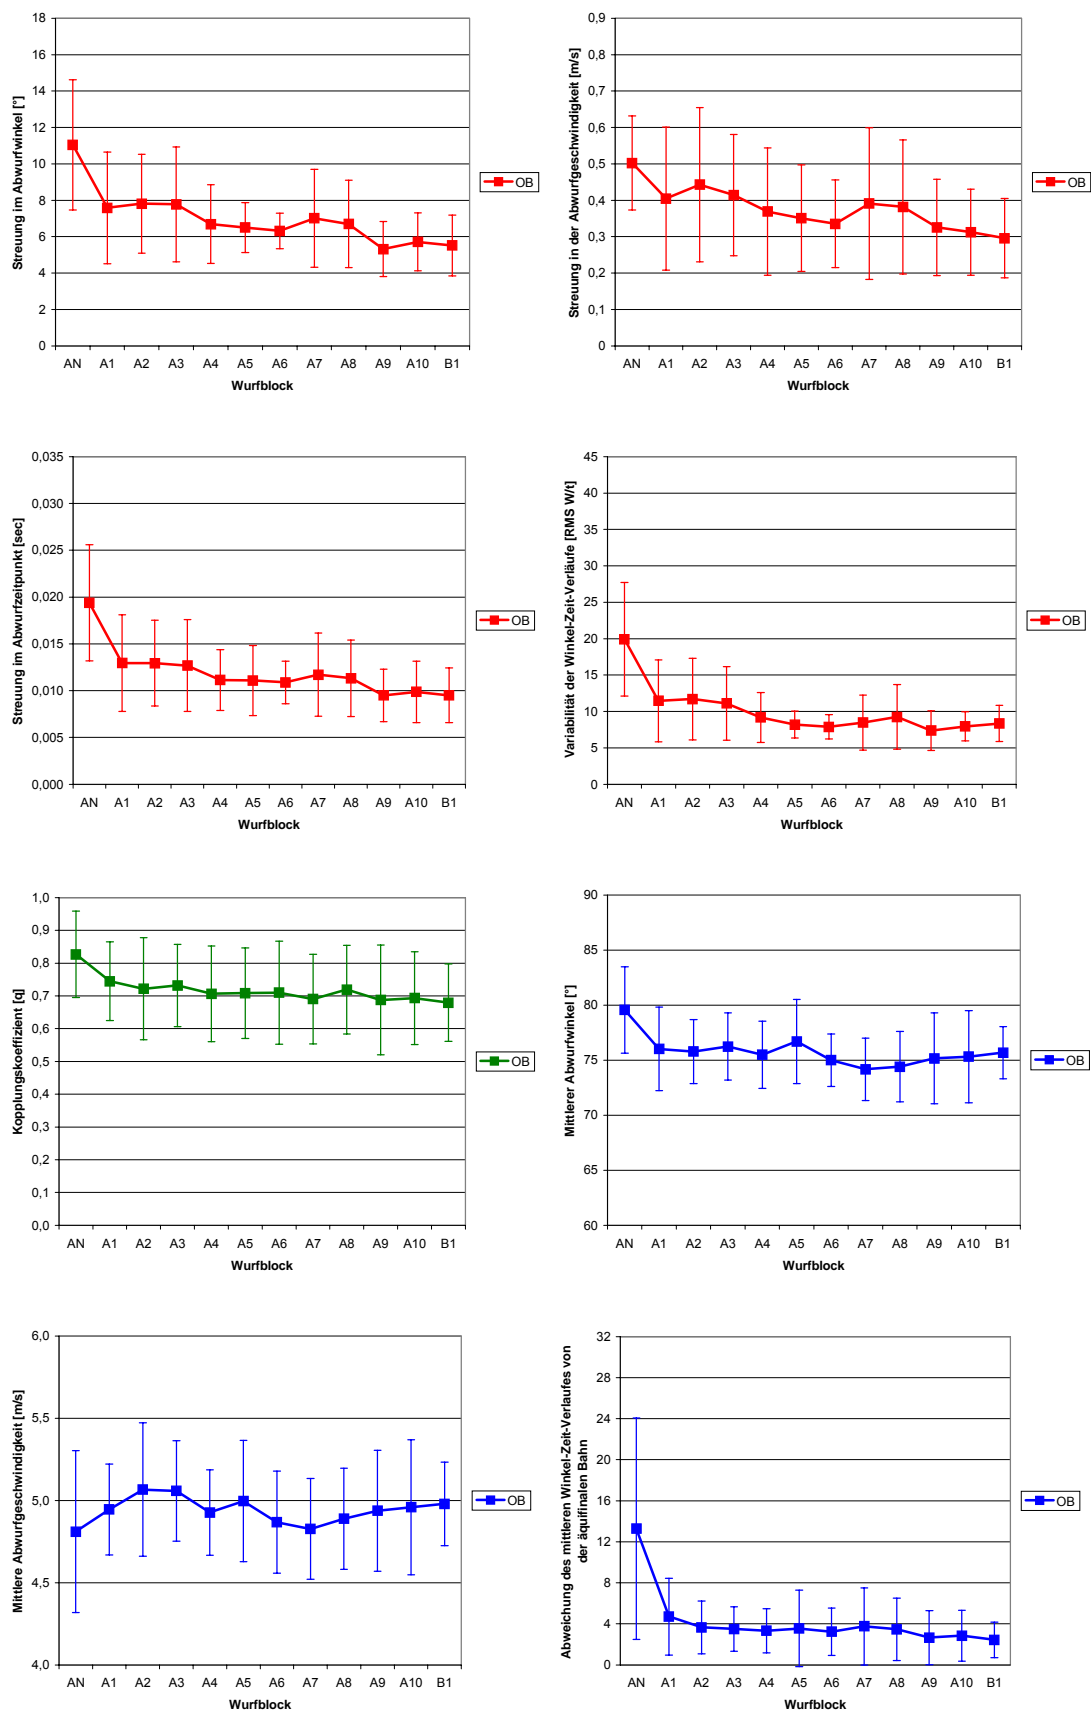 Streuung im Abwurfwinkel [°]
18
16
14
12
10
8
6
4
2
0
AN A1 A2 A3 A4 A5 A6 A7 A8 A9 A10 B1
Wurfblock
OB
Streuung in der Abwurfgeschwindigkeit [m/s]
0,9
0,8
0,7
0,6
0,5
0,4
0,3
0,2
0,1
0,0
AN A1 A2 A3 A4 A5 A6 A7 A8 A9 A10 B1
Wurfblock
OB
Streuung im Abwurfzeitpunkt [sec]
0,035
0,030
0,025
0,020
0,015
0,010
0,005
0,000
AN A1 A2 A3 A4 A5 A6 A7 A8 A9 A10 B1
Wurfblock
OB
Variabilität der Winkel-Zeit-Verläufe [RMS W/t]
45
40
35
30
25
20
15
10
5
0
AN A1 A2 A3 A4 A5 A6 A7 A8 A9 A10 B1
Wurfblock
OB
Kopplungskoeffizient [q]
1,0
0,9
0,8
0,7
0,6
0,5
0,4
0,3
0,2
0,1
0,0
AN A1 A2 A3 A4 A5 A6 A7 A8 A9 A10 B1
Wurfblock
OB
Mittlerer Abwurfwinkel [°]
90
85
80
75
70
65
60
AN A1 A2 A3 A4 A5 A6 A7 A8 A9 A10 B1
Wurfblock
OB
Mittlere Abwurfgeschwindigkeit [m/s]
6,0
5,5
5,0
4,5
4,0
AN A1 A2 A3 A4 A5 A6 A7 A8 A9 A10 B1
Wurfblock
OB
Abweichung des mittleren Winkel-Zeit-Verlaufes von
der äquifinalen Bahn
32
28
24
20
16
12
8
4
0
AN A1 A2 A3 A4 A5 A6 A7 A8 A9 A10 B1
Wurfblock
OB